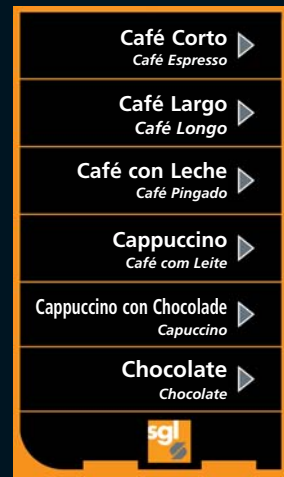 Café Corto
Café Espresso
Café Largo
Café Longo
Café con Leche
Café Pingado
Cappuccino
Café com Leite
Cappuccino con Chocolade
Capuccino
Chocolate
Chocolate
sgl